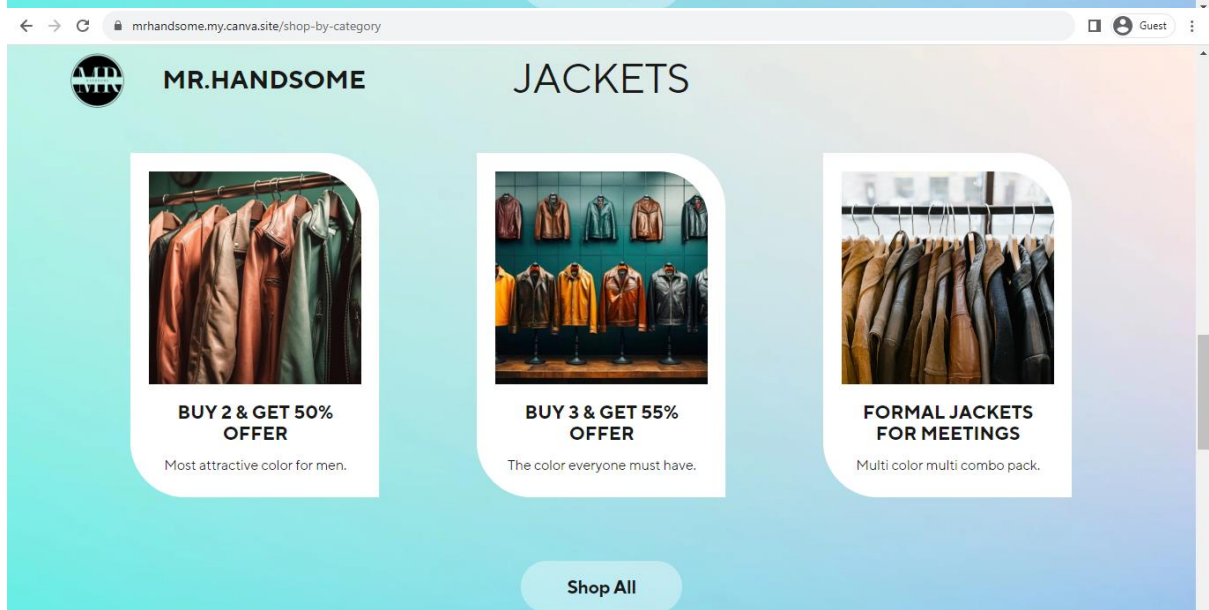 mrhandsome.my.canva.site/shop-by-category
Guest
MR
MR.HANDSOME
JACKETS
BUY 2 & GET 50%
OFFER
Most attractive color for men.
BUY 3 & GET 55%
OFFER
The color everyone must have.
FORMAL JACKETS
FOR MEETINGS
Multi color multi combo pack.
Shop All